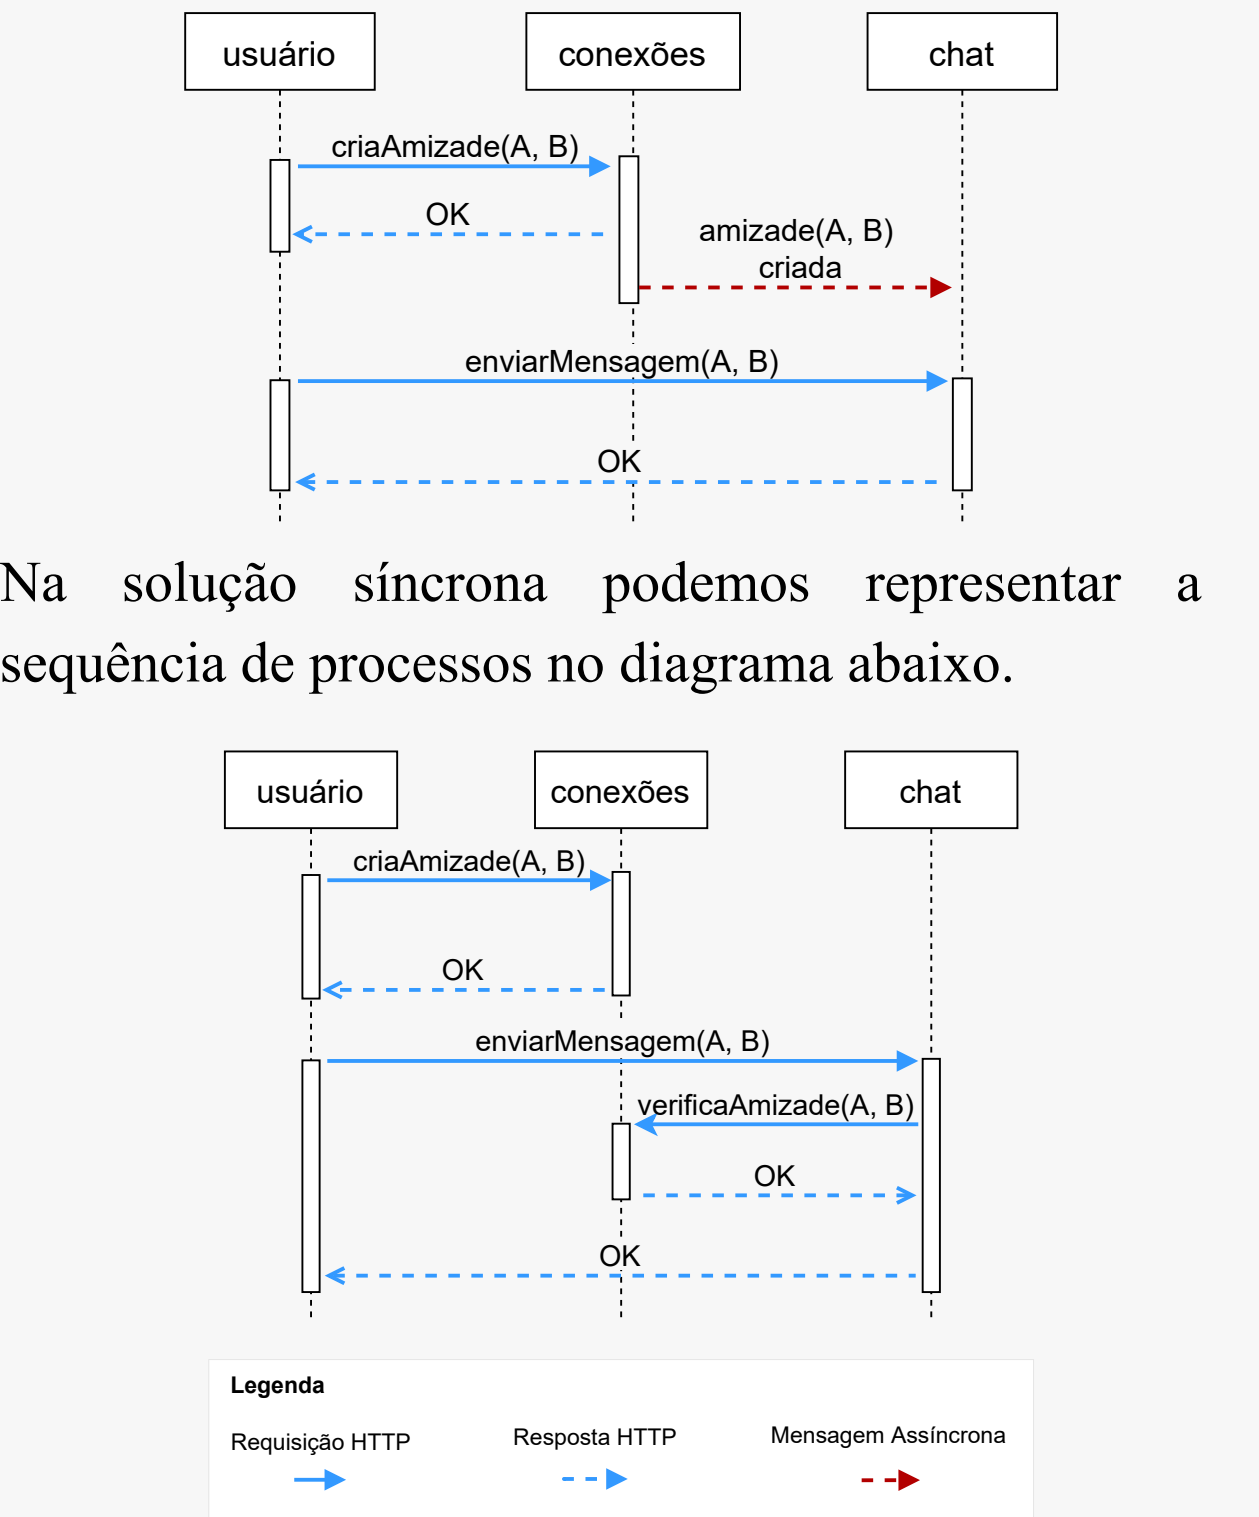 usuário conexões chat
criaAmizade(A, B)
OK
amizade(A, B)
criada
enviarMensagem(A, B)
OK
Na solução síncrona podemos representar a
sequência de processos no diagrama abaixo.
usuário conexões chat
criaAmizade(A, B)
OK
enviarMensagem(A, B)
verificaAmizade(A, B)
OK
OK
Legenda
Requisição HTTP Resposta HTTP Mensagem Assíncrona